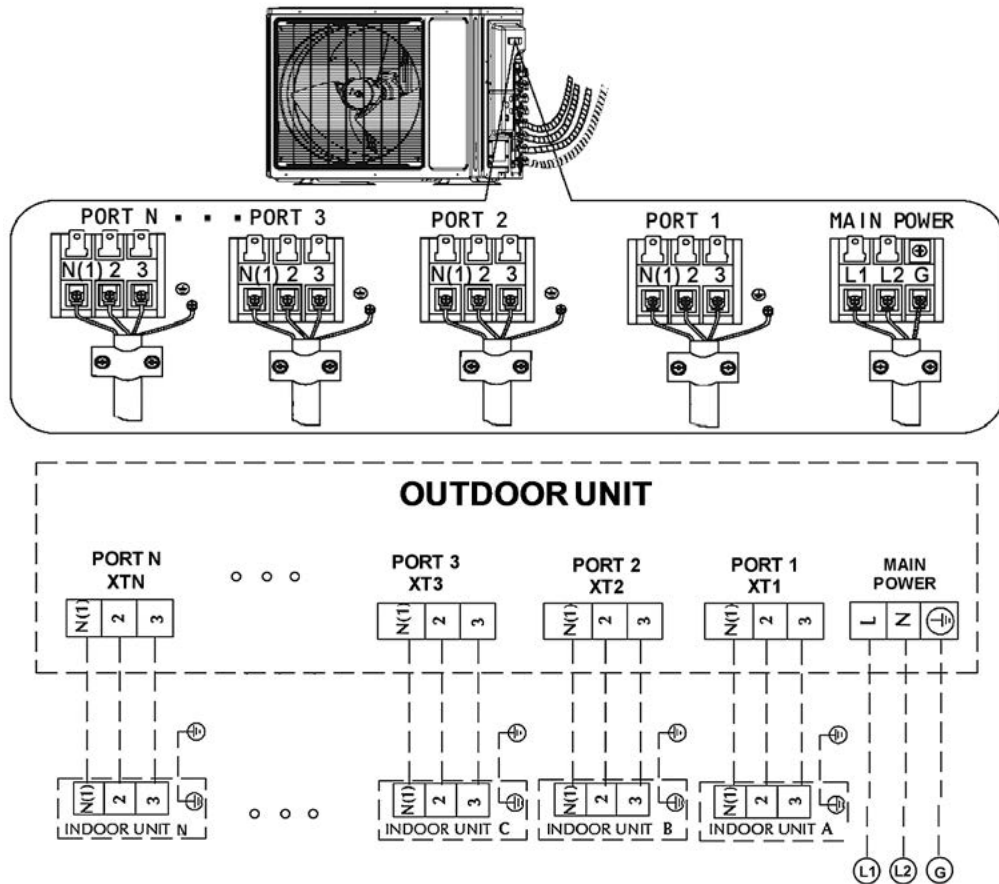 PORT N . . . PORT 3 PORT 2 PORT 1 MAIN POWER
N(1) 2 3 N(1) 2 3 N(1) 2 3 N(1) 2 3 L1 L2 G
OUTDOOR UNIT
PORT N PORT 3 PORT 2 PORT 1 MAIN
XTN XT3 XT2 XT1 POWER
N(1) 2 3 N(1) 2 3 N(1) 2 3 N(1) 2 3 L N
N(1) 2 3 N(1) 2 3 N(1) 2 3 N(1) 2 3
INDOOR UNIT N INDOOR UNIT C INDOOR UNIT B INDOOR UNIT A
L1 L2 G